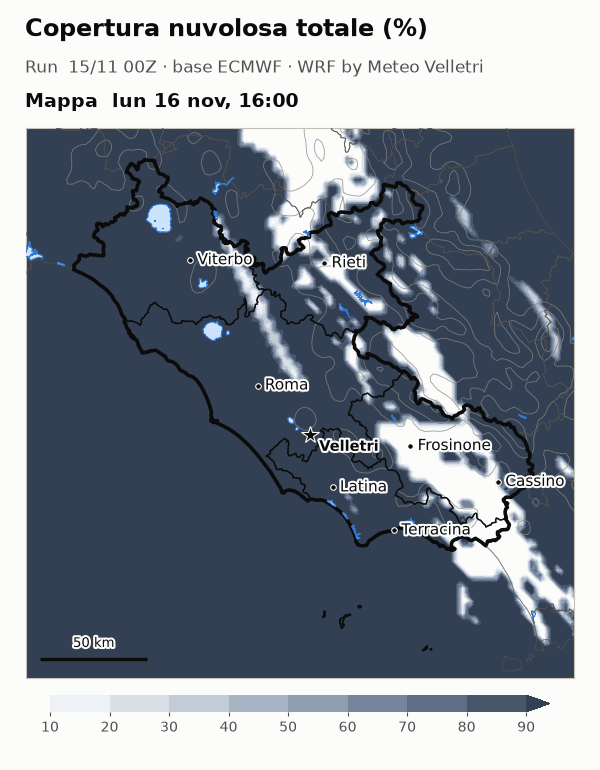 Copertura nuvolosa totale (%)
Run  15/11 00Z · base ECMWF · WRF by Meteo Velletri
Mappa  lun 16 nov, 16:00
Viterbo
Rieti
Roma
Velletri
Frosinone
Cassino
Latina
Terracina
50 km
10 20 30 40 50 60 70 80 90